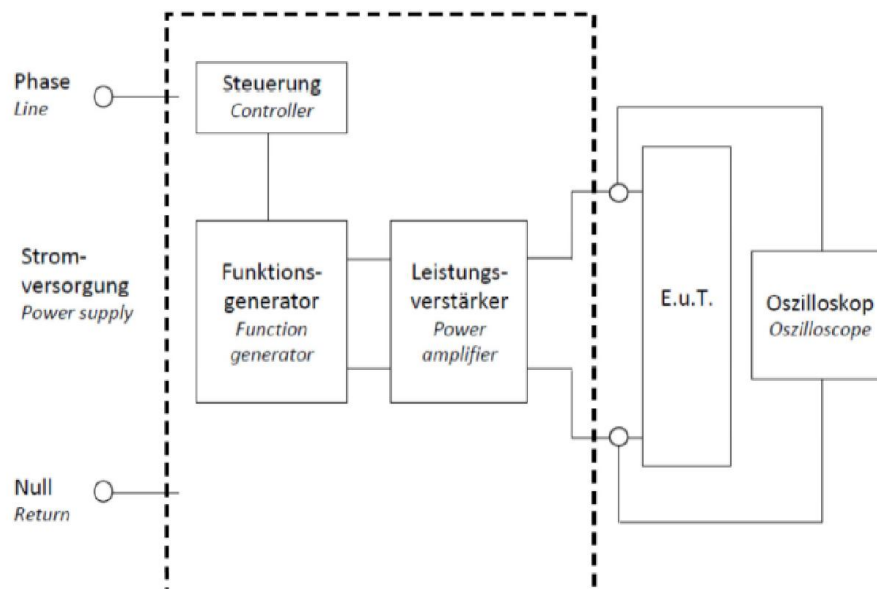 Phase
Line
Steuerung
Controller
Strom-
versorgung
Power supply
Funktions-
generator
Function
generator
Leistungs-
verstärker
Power
amplifier
E.u.T.
Oszilloskop
Oszilloscope
Null
Return